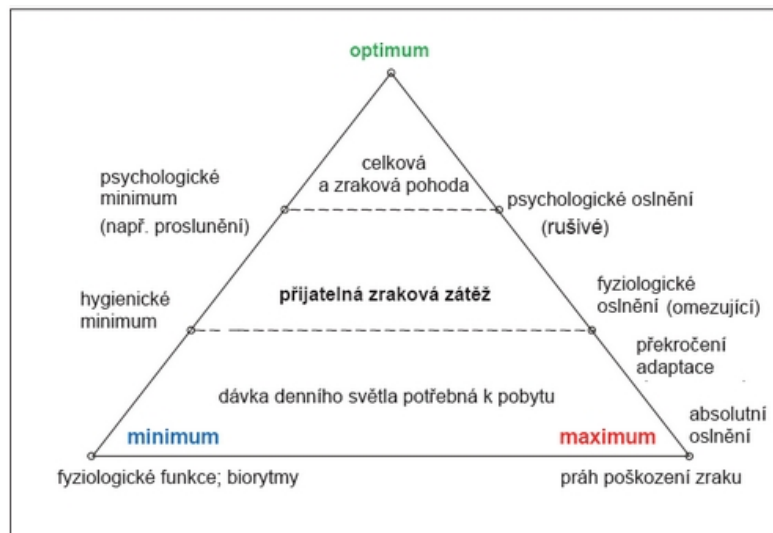 optimum
celková
a zraková pohoda
psychologické
minimum
(např. proslunění)
psychologické oslnění
(rušivé)
hygienické
minimum
přijatelná zraková zátěž
fyziologické
oslnění (omezující)
překročení
adaptace
dávka denního světla potřebná k pobytu
minimum
maximum
absolutní
oslnění
fyziologické funkce; biorytmy
práh poškození zraku